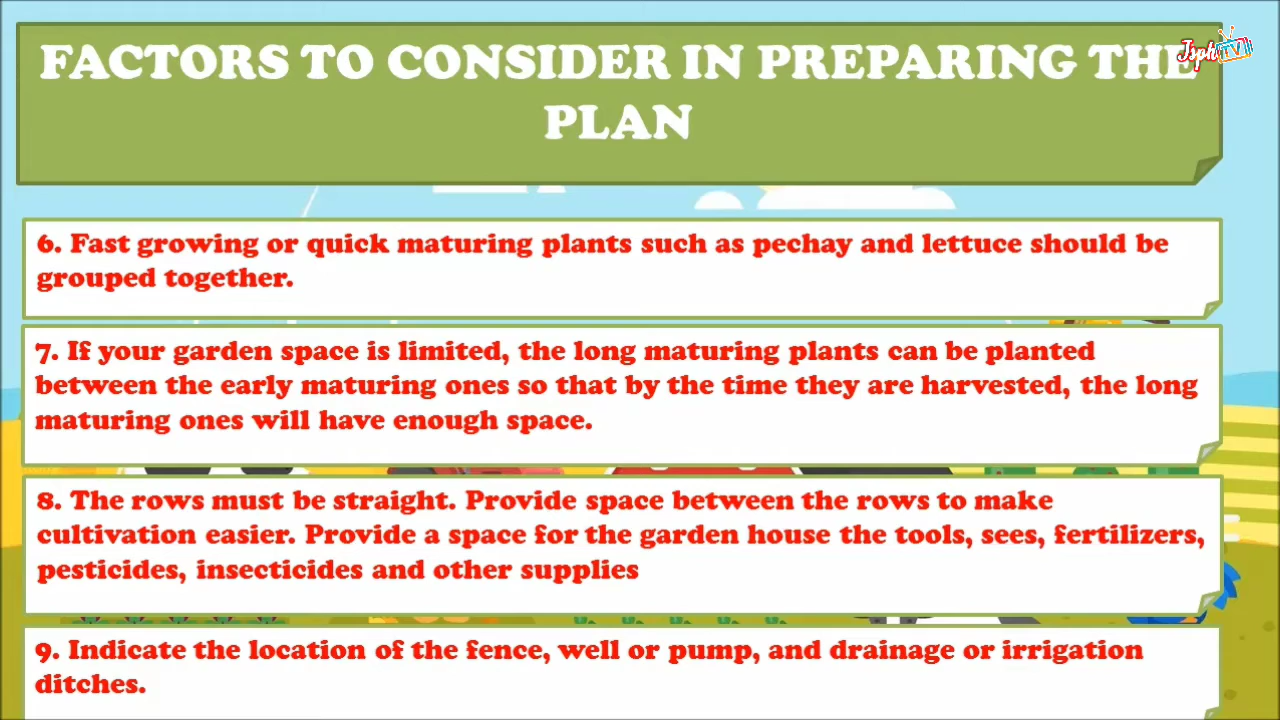 FACTORS TO CONSIDER IN PREPARING THE
PLAN
Jsph TV
6. Fast growing or quick maturing plants such as pechay and lettuce should be
grouped together.
7. If your garden space is limited, the long maturing plants can be planted
between the early maturing ones so that by the time they are harvested, the long
maturing ones will have enough space.
8. The rows must be straight. Provide space between the rows to make
cultivation easier. Provide a space for the garden house the tools, sees, fertilizers,
pesticides, insecticides and other supplies
9. Indicate the location of the fence, well or pump, and drainage or irrigation
ditches.